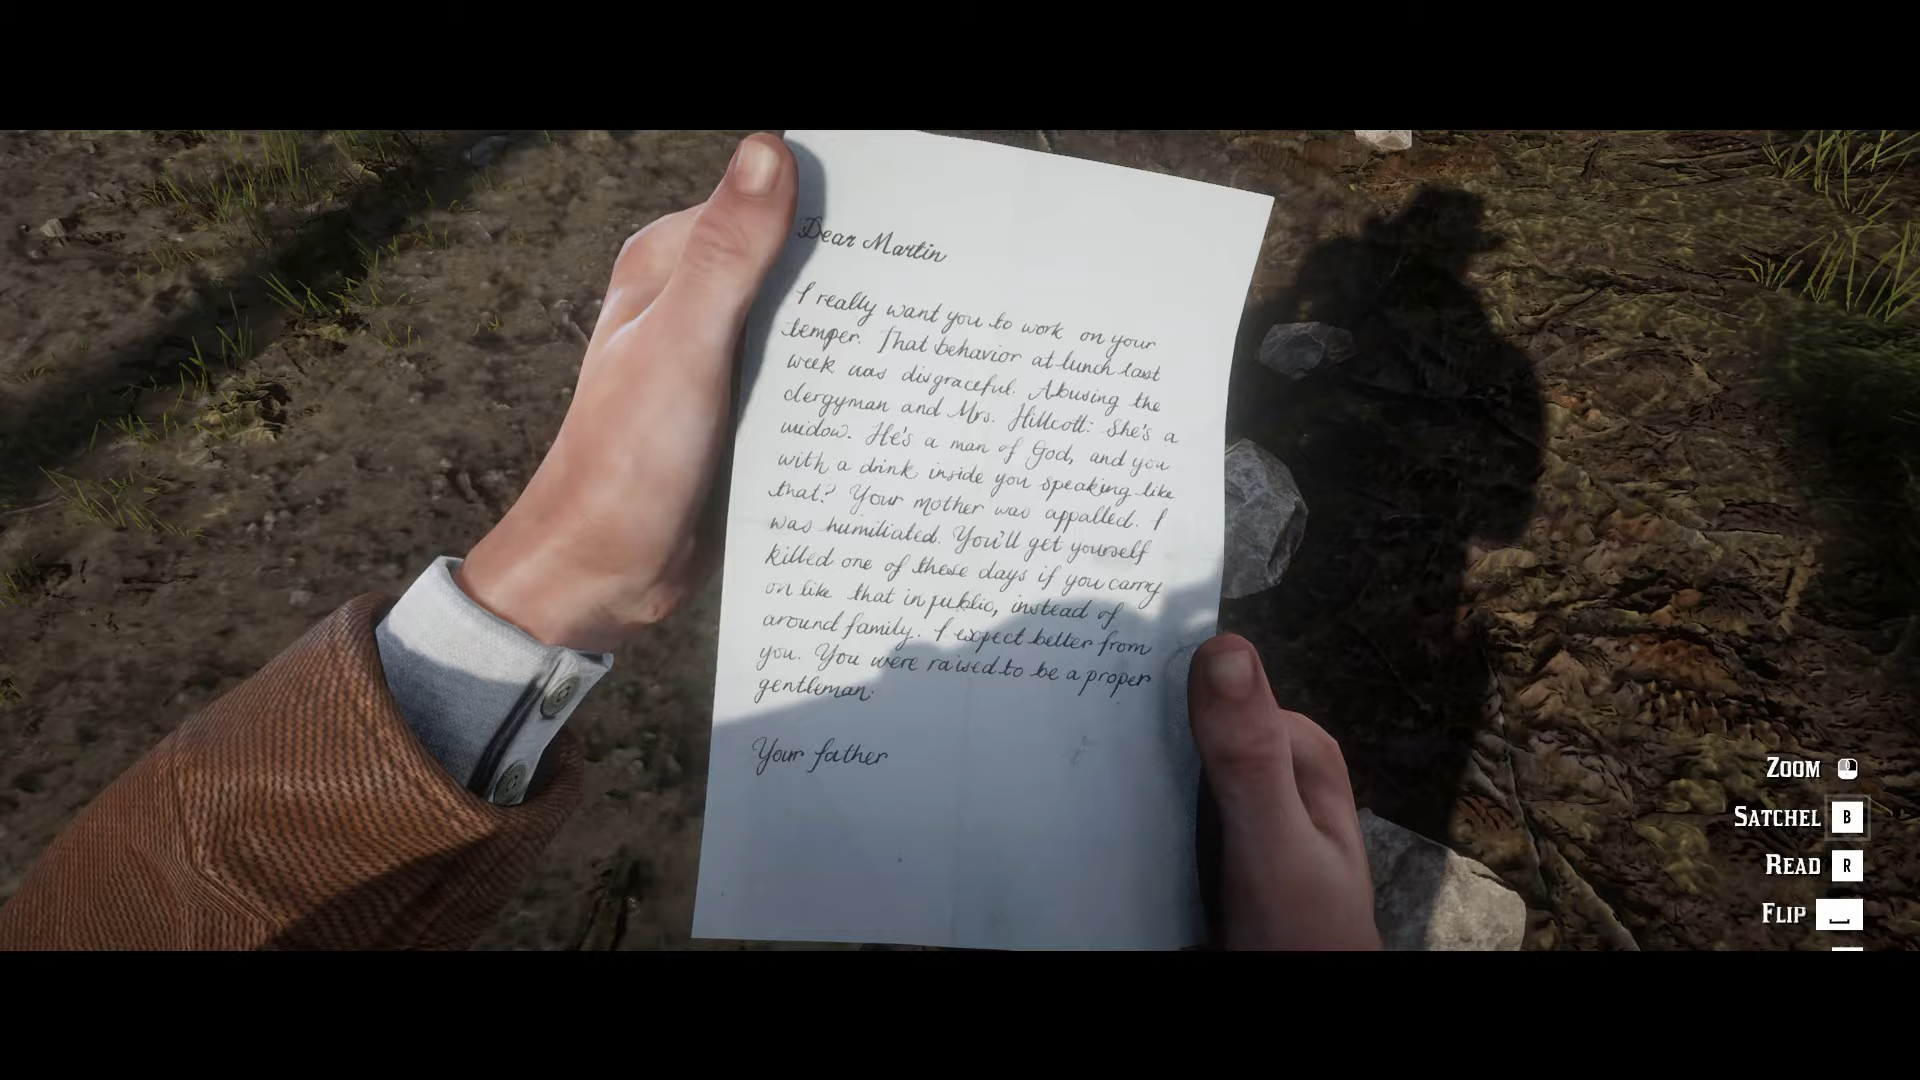 Dear Martin
I really want you to work on your
temper. That behavior at lunch last
week was disgraceful. Abusing the
clergyman and Mrs. Hillcott: She's a
widow. He's a man of God, and you
with a drink inside you speaking like
that? Your mother was appalled. I
was humiliated. You'll get yourself
killed one of these days if you carry
on like that in public, instead of
around family. I expect better from
you. You were raised to be a proper
gentleman.
Your father
ZOOM
SATCHEL B
READ R
FLIP